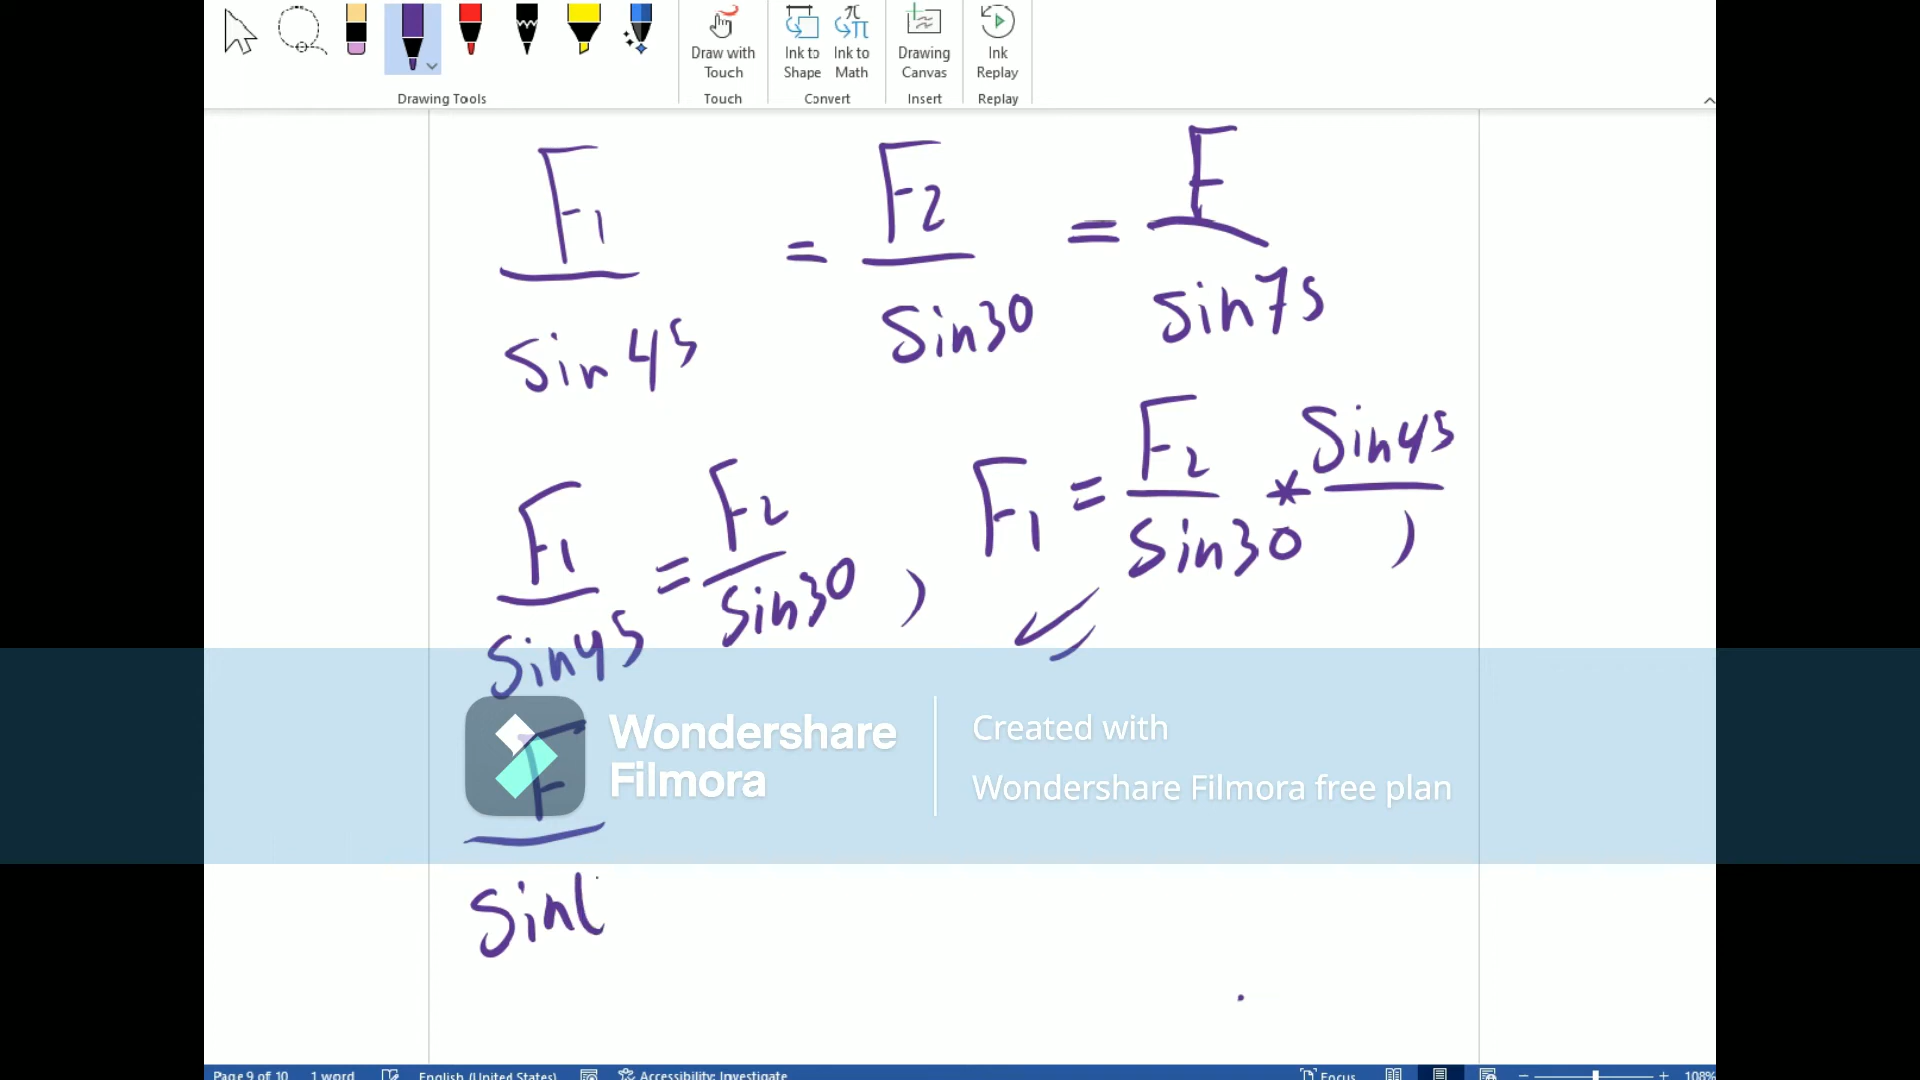 Draw with Touch
Ink to Shape
Ink to Math
Drawing Canvas
Ink Replay
Drawing Tools
Touch
Convert
Insert
Replay
F1 / sin 45 = F2 / sin30 = F / sin75
F1 / sin45 = F2 / sin30 , F1 = F2 / sin30 * sin45 / )
F / sin(
Wondershare Filmora
Created with
Wondershare Filmora free plan
Page 9 of 10 1 word English (United States) Accessibility: Investigate Focus 108%